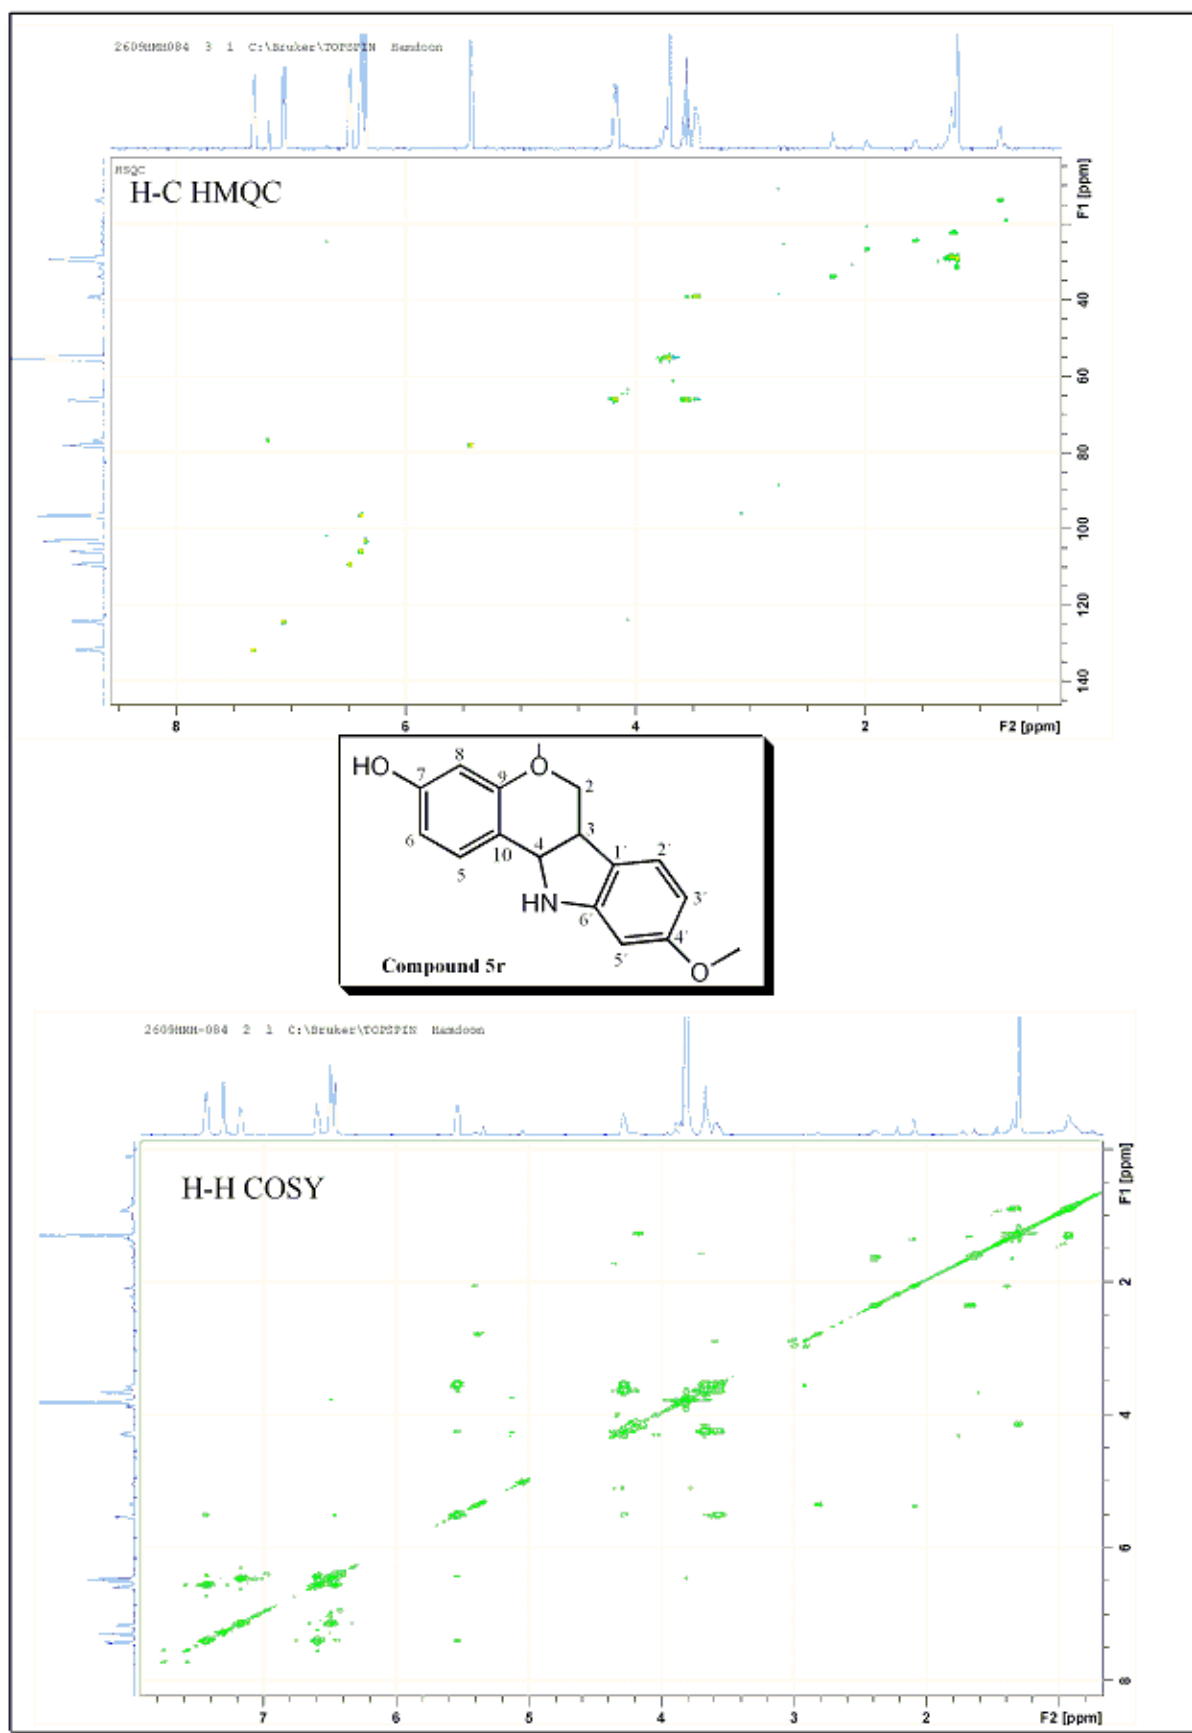 2609HMH084 3 1 C:\Bruker\TOPSPIN Hamdoon
HSQC
H-C HMQC
F1 [ppm]
40
60
80
100
120
140
8 6 4 2 F2 [ppm]
HO
7
8
9
O
2
6
5
10
4
3
1´
2´
HN
6´
3´
5´
4´
O
Compound 5r
2609HMH-084 2 1 C:\Bruker\TOPSPIN Hamdoon
H-H COSY
F1 [ppm]
2
4
6
8
7 6 5 4 3 2 F2 [ppm]